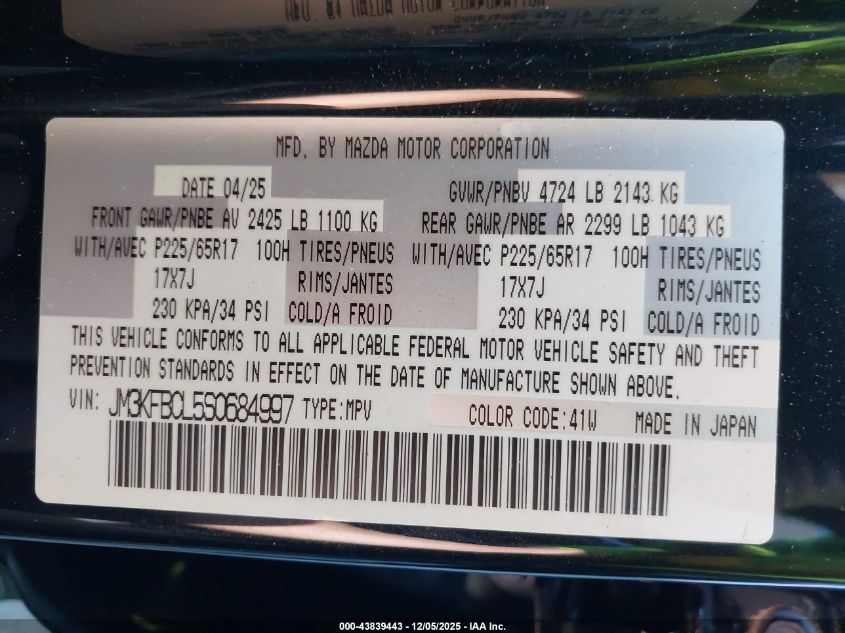 MFD. BY MAZDA MOTOR CORPORATION
DATE 04/25 GVWR/PNBV 4724 LB 2143 KG
FRONT GAWR/PNBE AV 2425 LB 1100 KG REAR GAWR/PNBE AR 2299 LB 1043 KG
WITH/AVEC P225/65R17 100H TIRES/PNEUS WITH/AVEC P225/65R17 100H TIRES/PNEUS
17X7J RIMS/JANTES 17X7J RIMS/JANTES
230 KPA/34 PSI COLD/A FROID 230 KPA/34 PSI COLD/A FROID
THIS VEHICLE CONFORMS TO ALL APPLICABLE FEDERAL MOTOR VEHICLE SAFETY AND THEFT
PREVENTION STANDARDS IN EFFECT ON THE DATE OF MANUFACTURE SHOWN ABOVE.
VIN: JM3KFBCL5S0684997 TYPE:MPV COLOR CODE:41W MADE IN JAPAN
000-43839443 - 12/05/2025 - IAA Inc.